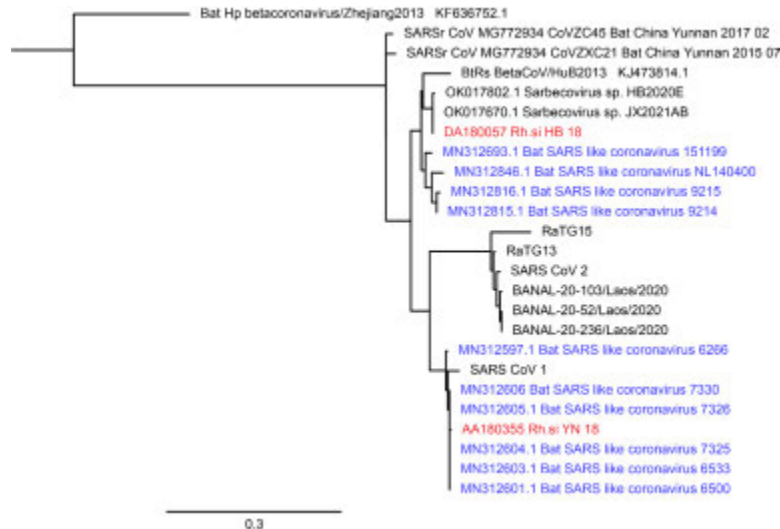 Bat Hp betacoronavirus/Zhejiang2013 KF636752.1
SARSr CoV MG772934 CoVZC45 Bat China Yunnan 2017 02
SARSr CoV MG772934 CoVZXC21 Bat China Yunnan 2015 07
BtRs BetaCoV/HuB2013 KJ473814.1
OK017802.1 Sarbecovirus sp. HB2020E
OK017670.1 Sarbecovirus sp. JX2021AB
DA180057 Rh.si HB 18
MN312693.1 Bat SARS like coronavirus 151199
MN312846.1 Bat SARS like coronavirus NL140400
MN312816.1 Bat SARS like coronavirus 9215
MN312815.1 Bat SARS like coronavirus 9214
RaTG15
RaTG13
SARS CoV 2
BANAL-20-103/Laos/2020
BANAL-20-52/Laos/2020
BANAL-20-236/Laos/2020
MN312597.1 Bat SARS like coronavirus 6266
SARS CoV 1
MN312606 Bat SARS like coronavirus 7330
MN312605.1 Bat SARS like coronavirus 7326
AA180355 Rh.si YN 18
MN312604.1 Bat SARS like coronavirus 7325
MN312603.1 Bat SARS like coronavirus 6533
MN312601.1 Bat SARS like coronavirus 6500
0.3